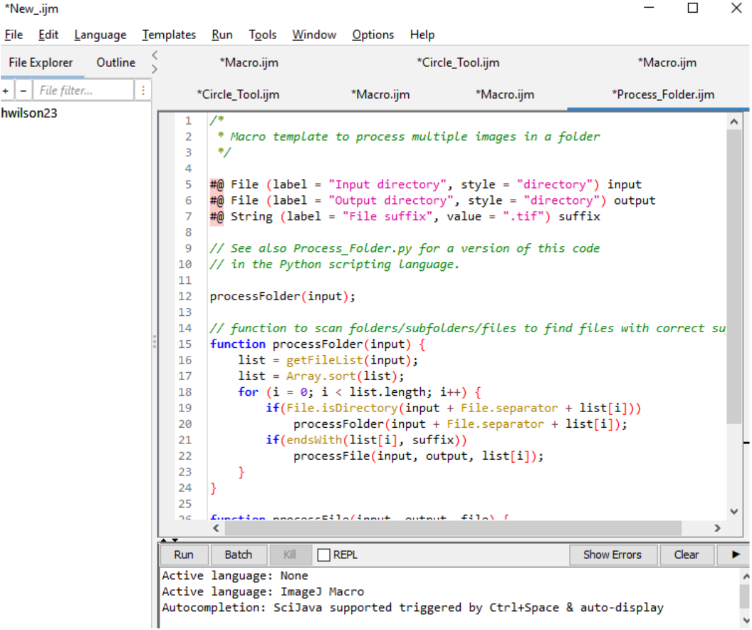 *New_.ijm
File Edit Language Templates Run Tools Window Options Help
File Explorer Outline
*Macro.ijm *Circle_Tool.ijm *Macro.ijm
*Circle_Tool.ijm *Macro.ijm *Macro.ijm *Process_Folder.ijm
+ − File filter...
hwilson23
1 /*
2 * Macro template to process multiple images in a folder
3 */
4
5 #@ File (label = "Input directory", style = "directory") input
6 #@ File (label = "Output directory", style = "directory") output
7 #@ String (label = "File suffix", value = ".tif") suffix
8
9 // See also Process_Folder.py for a version of this code
10 // in the Python scripting language.
11
12 processFolder(input);
13
14 // function to scan folders/subfolders/files to find files with correct su
15 function processFolder(input) {
16 list = getFileList(input);
17 list = Array.sort(list);
18 for (i = 0; i < list.length; i++) {
19 if(File.isDirectory(input + File.separator + list[i]))
20 processFolder(input + File.separator + list[i]);
21 if(endsWith(list[i], suffix))
22 processFile(input, output, list[i]);
23 }
24 }
25
26 function processFile(input, output, file) {
Run Batch Kill REPL Show Errors Clear
Active language: None
Active language: ImageJ Macro
Autocompletion: SciJava supported triggered by Ctrl+Space & auto-display